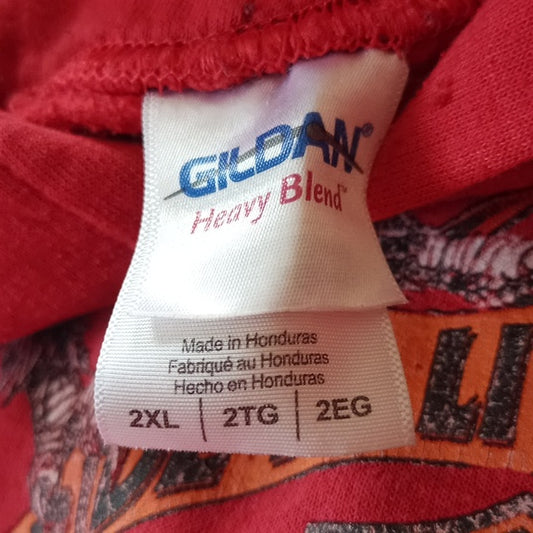 GILDAN®
Heavy Blend™
Made in Honduras
Fabriqué au Honduras
Hecho en Honduras
2XL | 2TG | 2EG